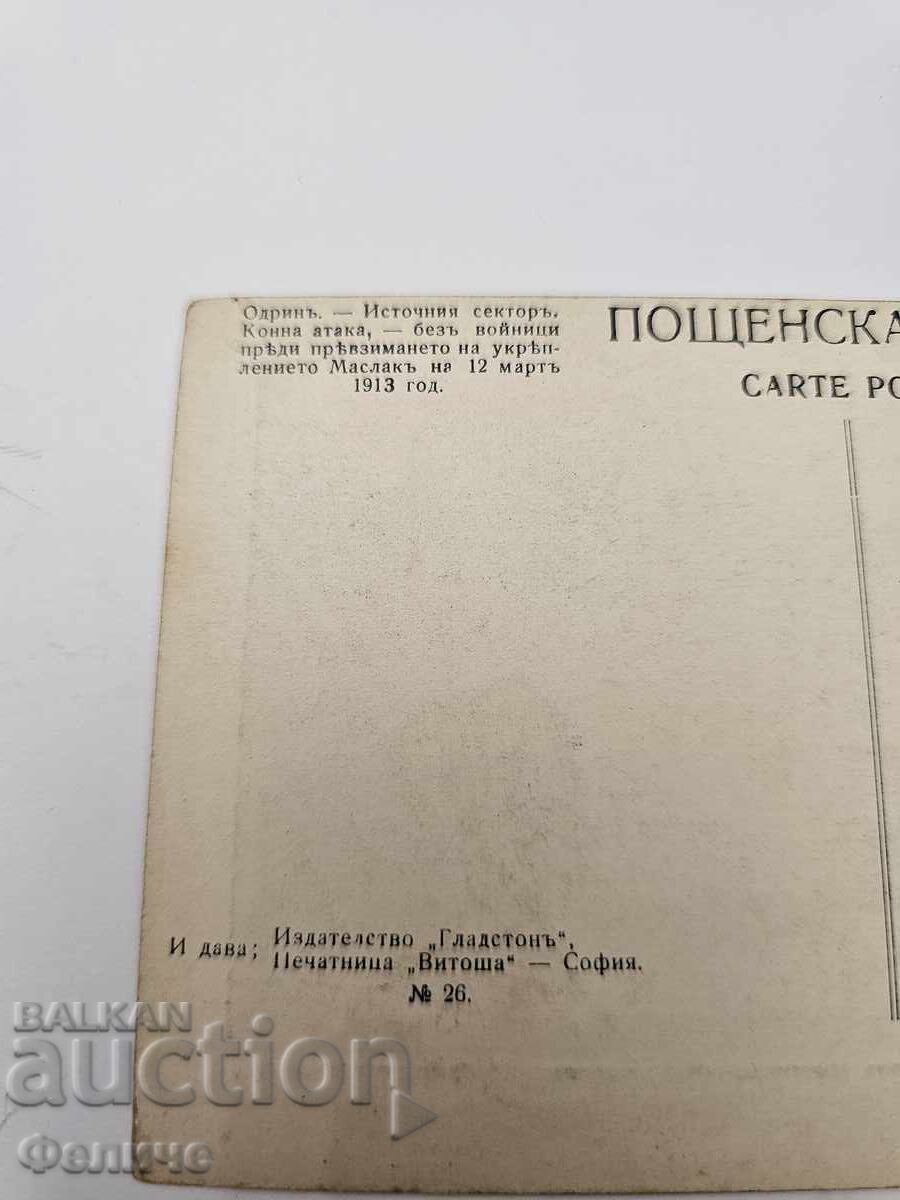 Одринъ. — Источния секторъ.
Конна атака, — безъ войници
прѣди прѣвзимането на укрѣп-
лението Маслакъ на 12 мартъ
1913 год.
ПОЩЕНСКА
CARTE PO
И дава; Издателство „Гладстонъ“,
Печатница „Витоша“ — София.
№ 26.
BALKAN
auction
Феличе